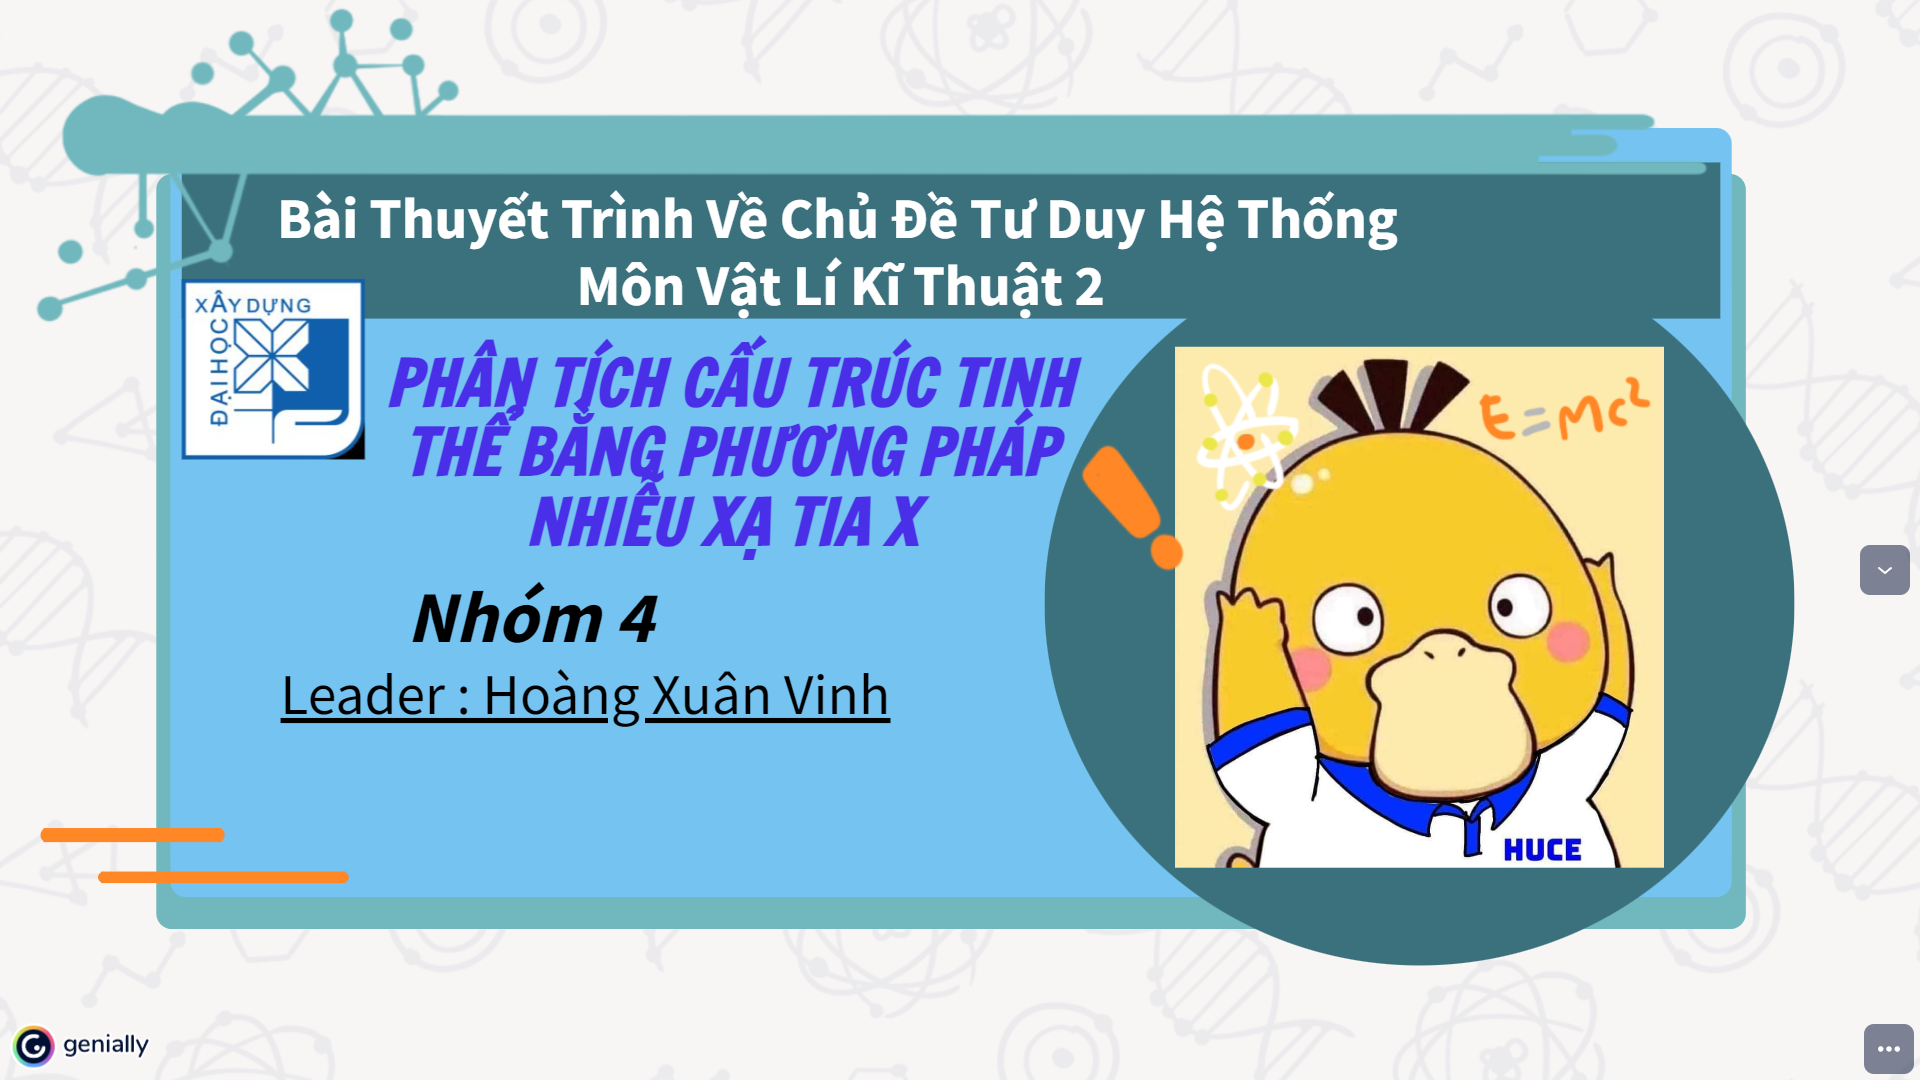 Bài Thuyết Trình Về Chủ Đề Tư Duy Hệ Thống
Môn Vật Lí Kĩ Thuật 2
XÂY DỰNG
ĐẠI HỌC
PHÂN TÍCH CẤU TRÚC TINH
THỂ BẰNG PHƯƠNG PHÁP
NHIỄU XẠ TIA X
E=Mc²
Nhóm 4
Leader : Hoàng Xuân Vinh
HUCE
genially